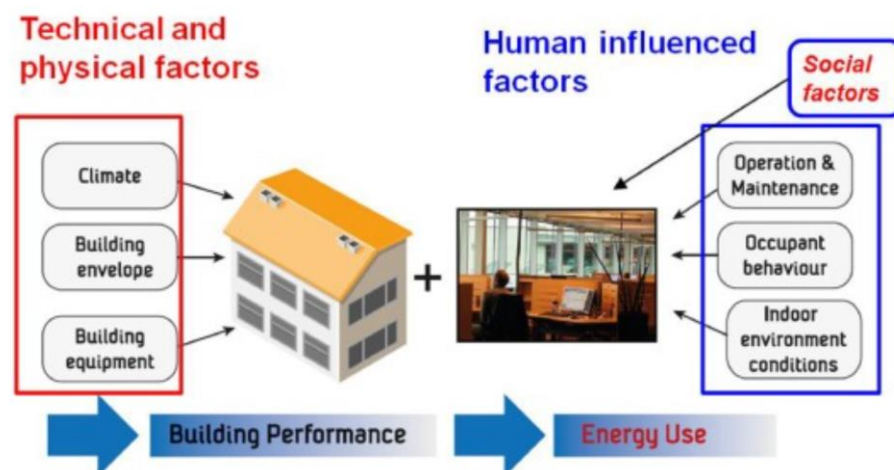 Technical and
physical factors
Human influenced
factors
Social
factors
Climate
Building
envelope
Building
equipment
+
Operation &
Maintenance
Occupant
behaviour
Indoor
environment
conditions
Building Performance
Energy Use